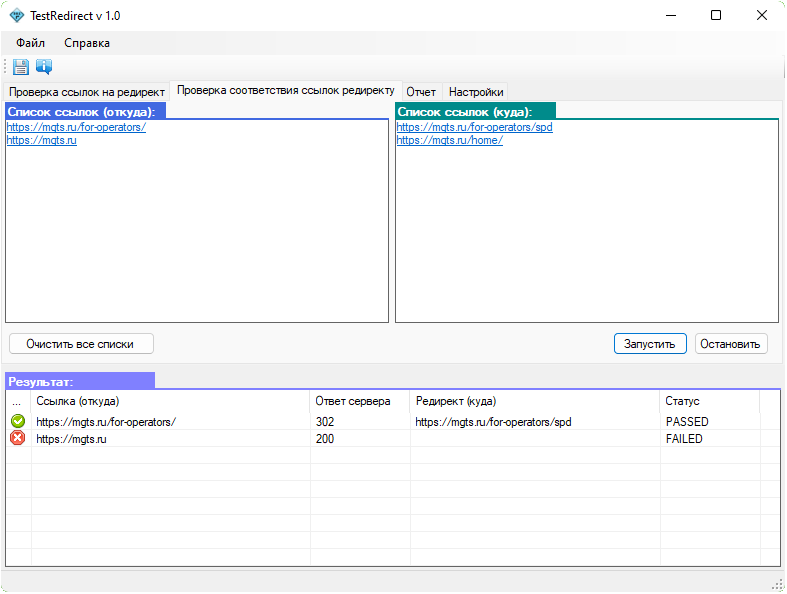 TestRedirect v 1.0
Файл Справка
Проверка ссылок на редирект Проверка соответствия ссылок редиректу Отчет Настройки
Список ссылок (откуда): Список ссылок (куда):
https://mgts.ru/for-operators/ https://mgts.ru/for-operators/spd
https://mgts.ru https://mgts.ru/home/
Очистить все списки Запустить Остановить
Результат:
... Ссылка (откуда) Ответ сервера Редирект (куда) Статус
https://mgts.ru/for-operators/ 302 https://mgts.ru/for-operators/spd PASSED
https://mgts.ru 200 FAILED